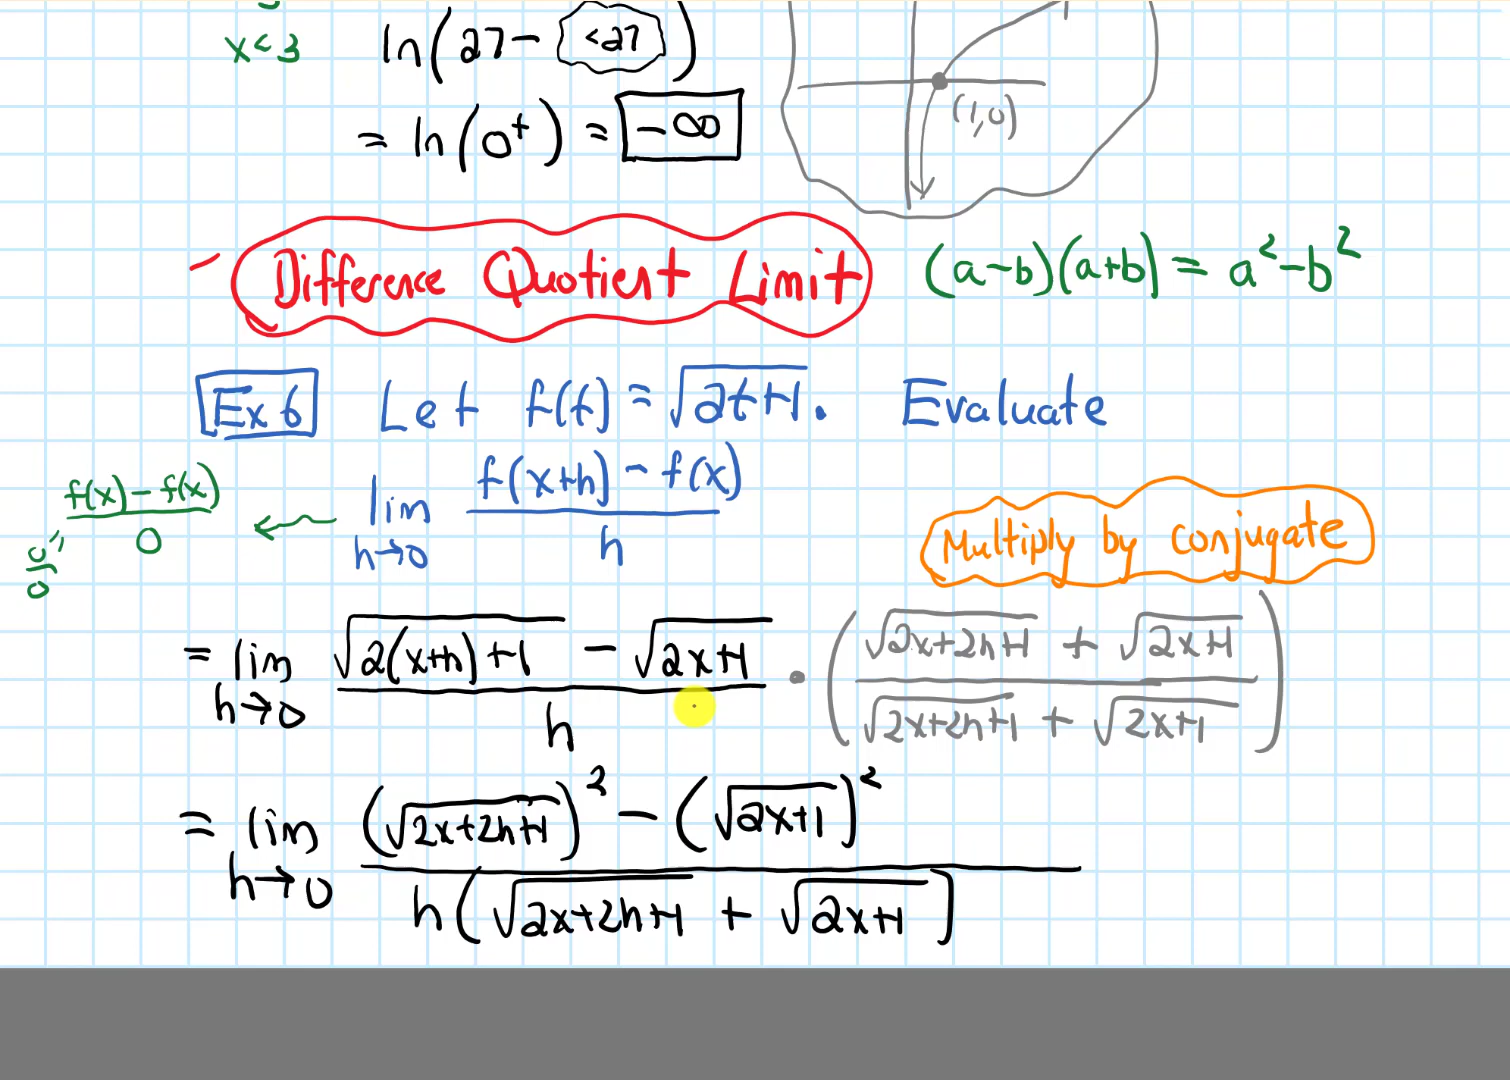 x<3
ln(27 - <27)
= ln(0⁺) = -∞
(1,0)
Difference Quotient Limit
(a-b)(a+b) = a²-b²
Ex 6 Let f(t) = √(2t+1). Evaluate
lim h→0 (f(x+h) - f(x))/h
(f(x) - f(x))/0
= 0/0
Multiply by conjugate
= lim h→0 (√(2(x+h)+1) - √(2x+1))/h · ((√(2x+2h+1) + √(2x+1))/(√(2x+2h+1) + √(2x+1)))
= lim h→0 ((√(2x+2h+1))² - (√(2x+1))²)/(h(√(2x+2h+1) + √(2x+1)))